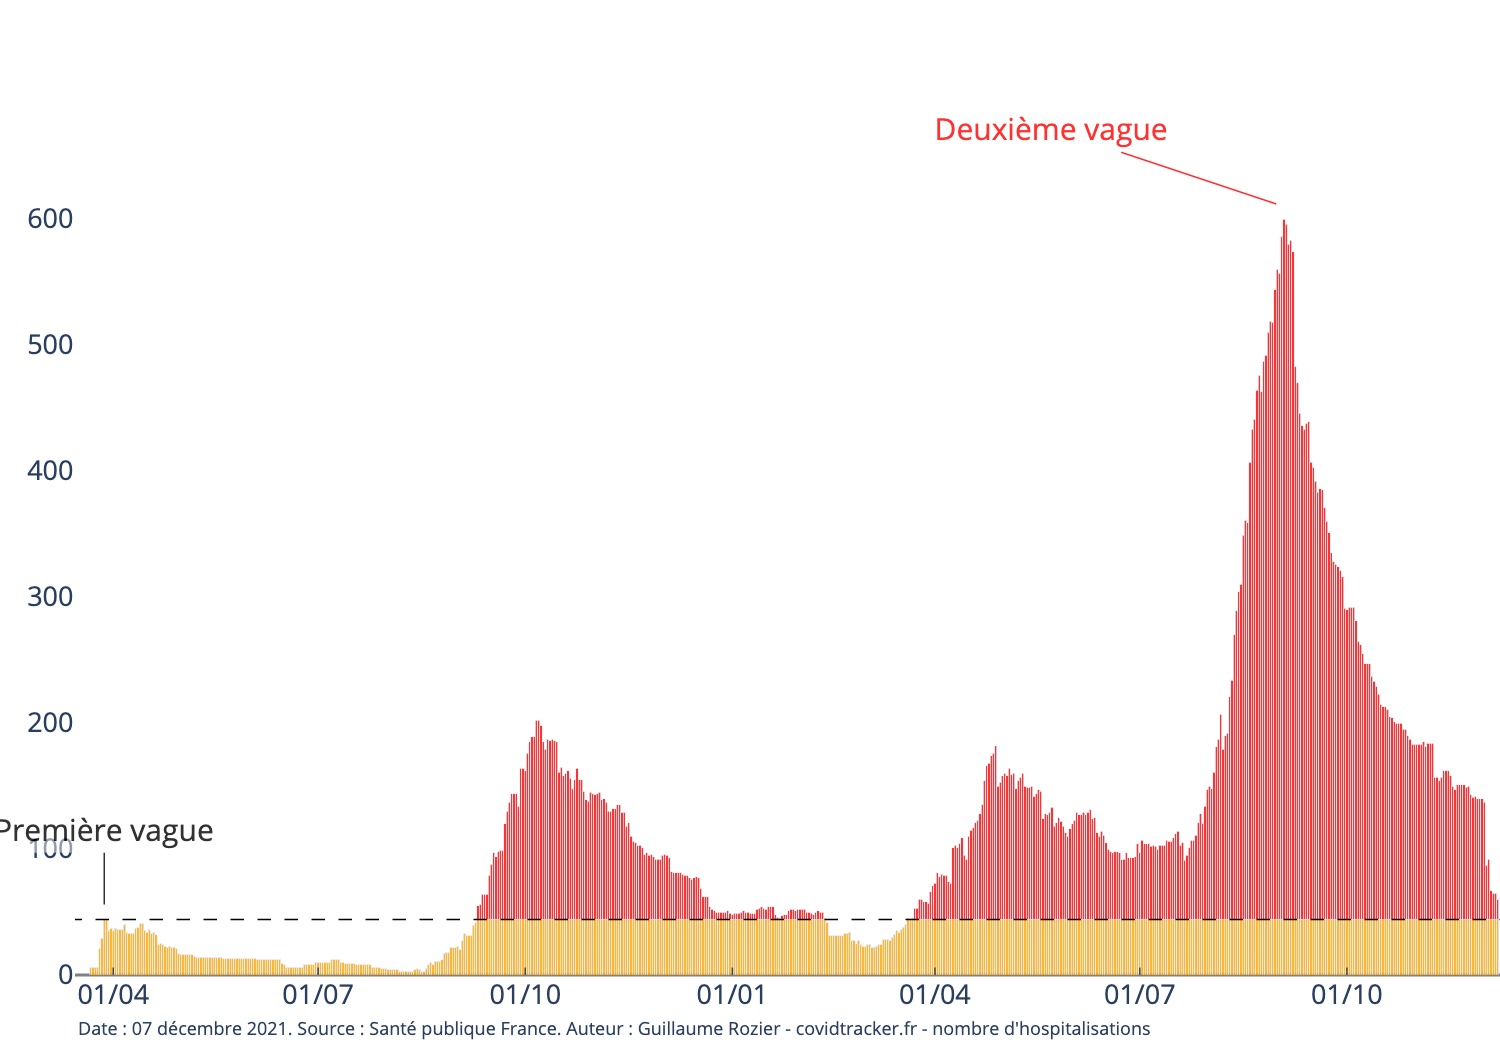 Deuxième vague
600
500
400
300
200
Première vague
100
0
01/04 01/07 01/10 01/01 01/04 01/07 01/10
Date : 07 décembre 2021. Source : Santé publique France. Auteur : Guillaume Rozier - covidtracker.fr - nombre d'hospitalisations